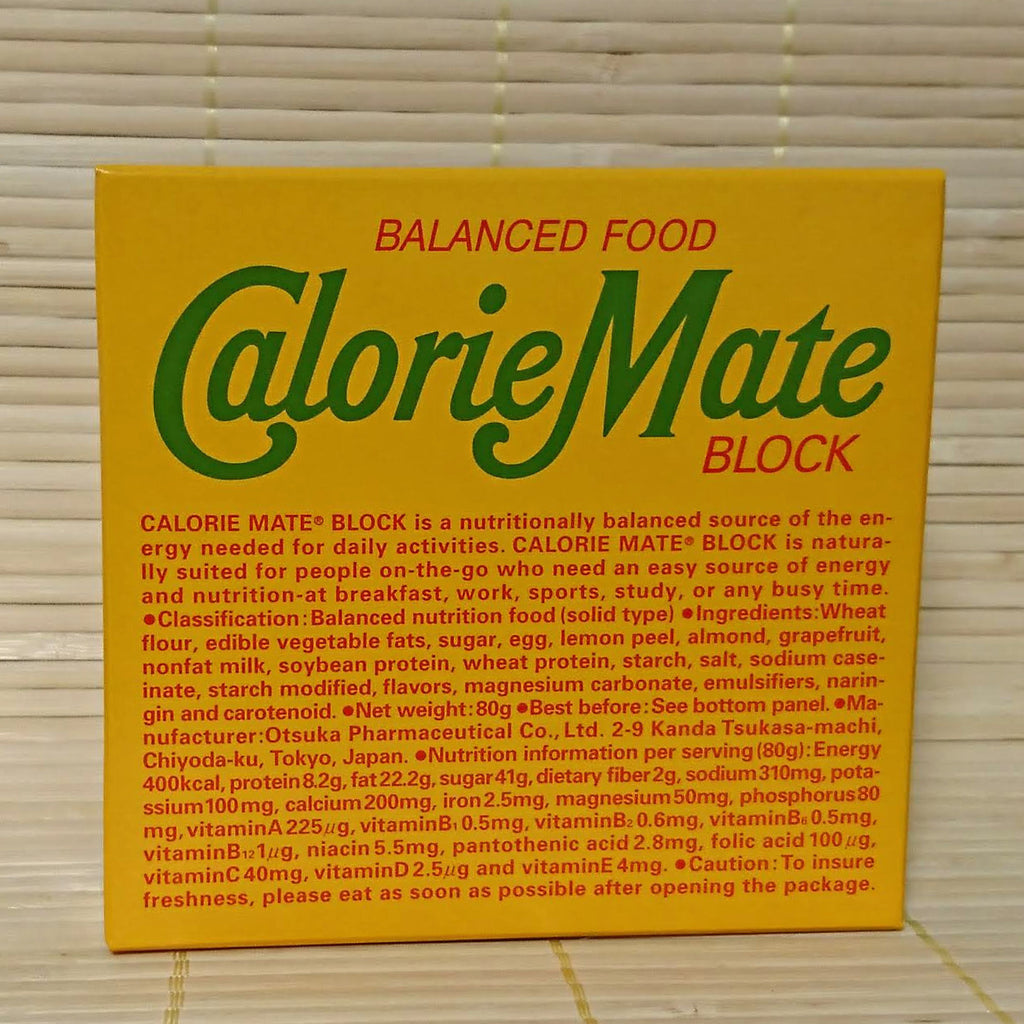 BALANCED FOOD
CalorieMate
BLOCK
CALORIE MATE® BLOCK is a nutritionally balanced source of the en-
ergy needed for daily activities. CALORIE MATE® BLOCK is natura-
lly suited for people on-the-go who need an easy source of energy
and nutrition-at breakfast, work, sports, study, or any busy time.
●Classification:Balanced nutrition food (solid type) ●Ingredients:Wheat
flour, edible vegetable fats, sugar, egg, lemon peel, almond, grapefruit,
nonfat milk, soybean protein, wheat protein, starch, salt, sodium case-
inate, starch modified, flavors, magnesium carbonate, emulsifiers, narin-
gin and carotenoid. ●Net weight:80g ●Best before:See bottom panel. ●Ma-
nufacturer:Otsuka Pharmaceutical Co., Ltd. 2-9 Kanda Tsukasa-machi,
Chiyoda-ku, Tokyo, Japan. ●Nutrition information per serving (80g):Energy
400kcal, protein 8.2g, fat 22.2g, sugar 41g, dietary fiber 2g, sodium 310mg, pota-
ssium 100mg, calcium 200mg, iron 2.5mg, magnesium 50mg, phosphorus 80
mg, vitaminA 225μg, vitaminB₁ 0.5mg, vitaminB₂ 0.6mg, vitaminB₆ 0.5mg,
vitaminB₁₂ 1μg, niacin 5.5mg, pantothenic acid 2.8mg, folic acid 100μg,
vitaminC 40mg, vitaminD 2.5μg and vitaminE 4mg. ●Caution:To insure
freshness, please eat as soon as possible after opening the package.